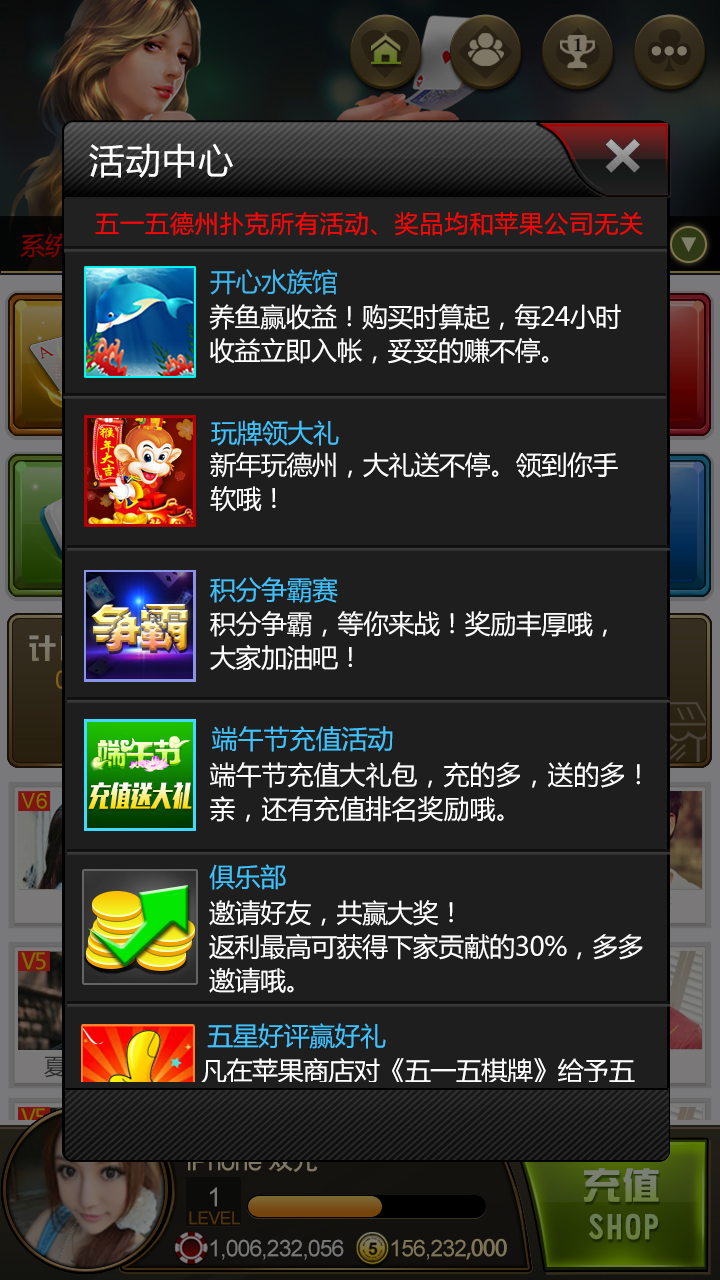 活动中心
五一五德州扑克所有活动、奖品均和苹果公司无关
系统
开心水族馆
养鱼赢收益！购买时算起，每24小时
收益立即入帐，妥妥的赚不停。
猴年大吉
玩牌领大礼
新年玩德州，大礼送不停。领到你手
软哦！
争霸
积分争霸赛
积分争霸，等你来战！奖励丰厚哦，
大家加油吧！
计
端午节
充值送大礼
端午节充值活动
端午节充值大礼包，充的多，送的多！
亲，还有充值排名奖励哦。
V6
俱乐部
邀请好友，共赢大奖！
返利最高可获得下家贡献的30%，多多
邀请哦。
V5
五星好评赢好礼
凡在苹果商店对《五一五棋牌》给予五
夏
V5
1
LEVEL
1,006,232,056
5
156,232,000
充值
SHOP